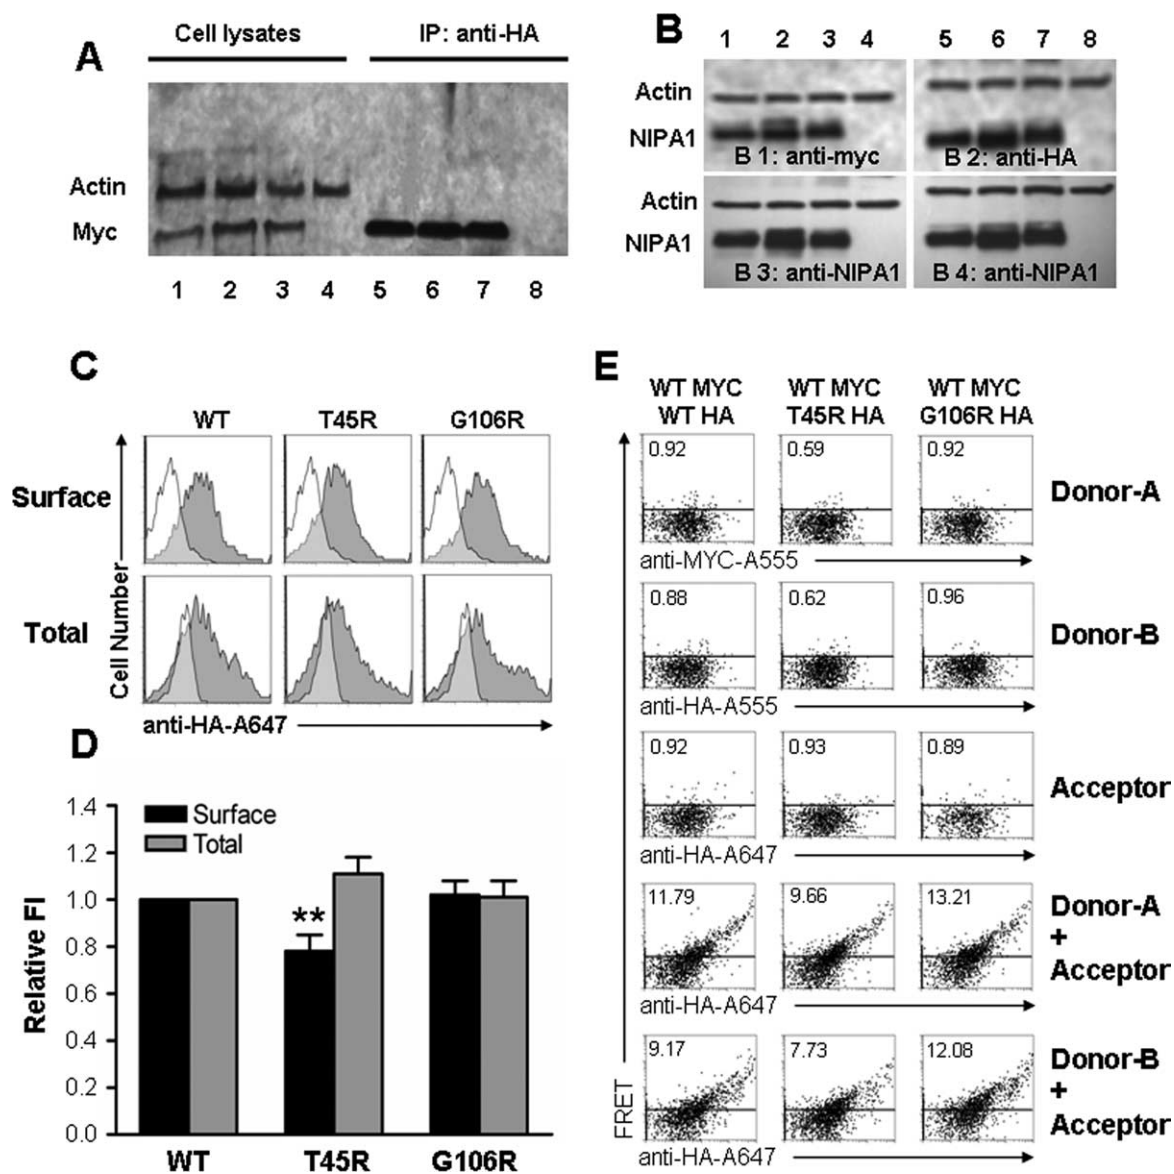 A
Cell lysates IP: anti-HA
Actin
Myc
1 2 3 4 5 6 7 8
B
1 2 3 4 5 6 7 8
Actin
NIPA1
B 1: anti-myc B 2: anti-HA
Actin
NIPA1
B 3: anti-NIPA1 B 4: anti-NIPA1
C
WT T45R G106R
Surface
Total
Cell Number
anti-HA-A647
D
Surface
Total
Relative FI
1.4
1.2
1.0
0.8
0.6
0.4
0.2
0.0
**
WT T45R G106R
E
WT MYC WT MYC WT MYC
WT HA T45R HA G106R HA
0.92 0.59 0.92
Donor-A
anti-MYC-A555
0.88 0.62 0.96
Donor-B
anti-HA-A555
0.92 0.93 0.89
Acceptor
anti-HA-A647
11.79 9.66 13.21
Donor-A
+
Acceptor
anti-HA-A647
9.17 7.73 12.08
Donor-B
+
Acceptor
FRET
anti-HA-A647